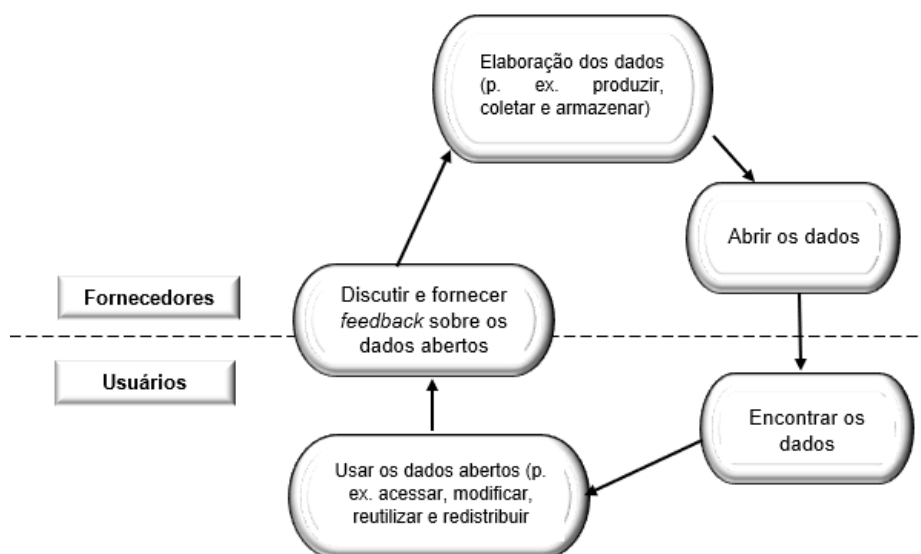 Elaboração dos dados
(p. ex. produzir,
coletar e armazenar)
Abrir os dados
Fornecedores
Discutir e fornecer
feedback sobre os
dados abertos
Usuários
Encontrar os
dados
Usar os dados abertos (p.
ex. acessar, modificar,
reutilizar e redistribuir